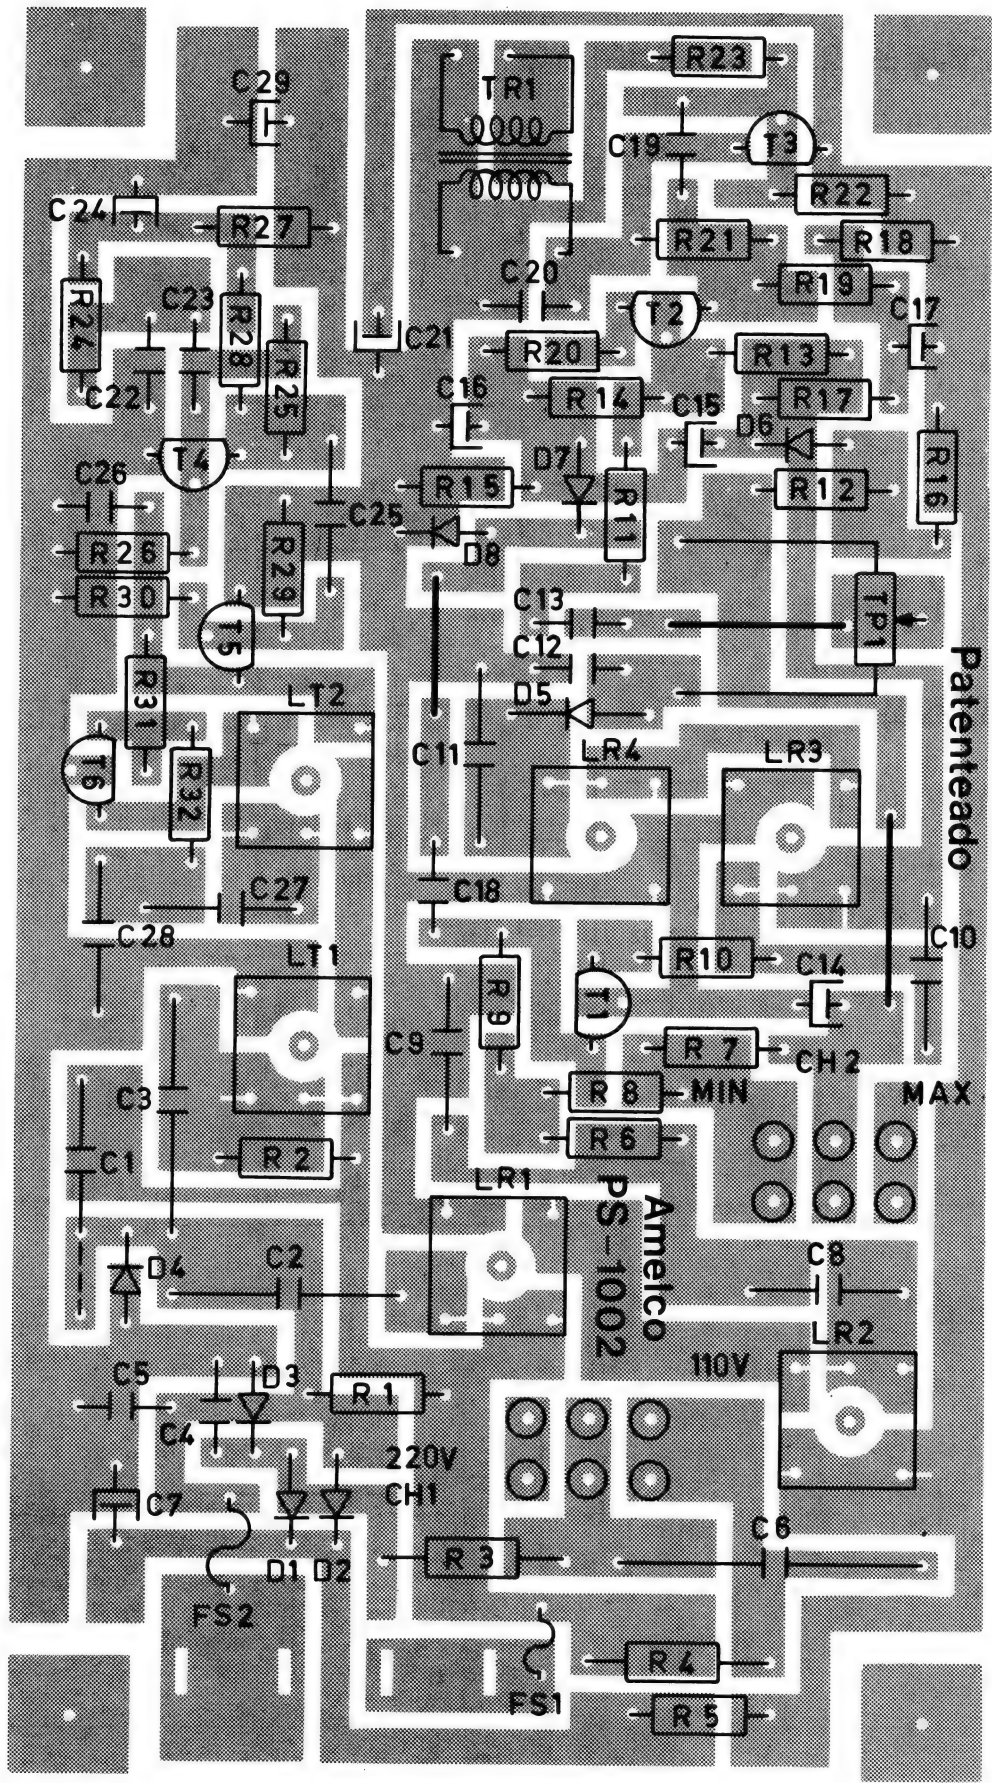 R23
TR1
C29
C19
T3
R22
C24
R27
R21
R18
C20
R19
R24
C23
R28
T2
C17
C21
R25
R20
R13
C22
C16
R14
R17
C15
D6
T4
D7
C26
R15
R12
R16
C25
R11
R26
D8
R29
R30
C13
TP1
T5
C12
Patenteado
R31
LT2
D5
C11
LR4
LR3
T6
R32
C27
C18
C28
LT1
R10
C10
C14
R9
T1
C9
R7
CH2
C3
R8
MIN
MAX
C1
R2
R6
LR1
Amelco
PS-1002
D4
C2
C8
LR2
110V
C5
D3
R1
C4
220V
CH1
C7
C6
D1
D2
R3
FS2
R4
FS1
R5